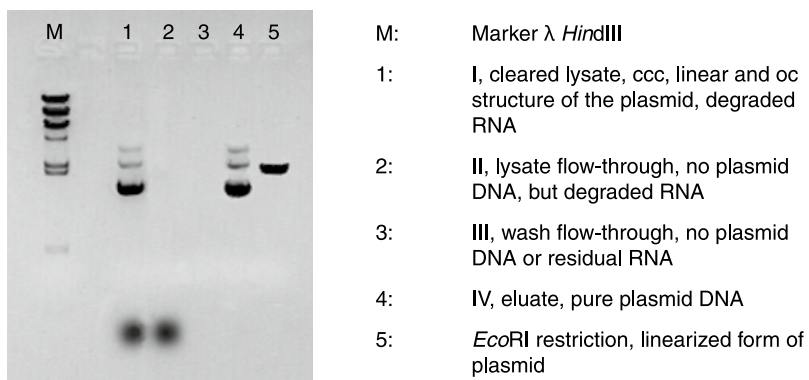 M 1 2 3 4 5
M: Marker λ HindIII
1: I, cleared lysate, ccc, linear and oc
structure of the plasmid, degraded
RNA
2: II, lysate flow-through, no plasmid
DNA, but degraded RNA
3: III, wash flow-through, no plasmid
DNA or residual RNA
4: IV, eluate, pure plasmid DNA
5: EcoRI restriction, linearized form of
plasmid